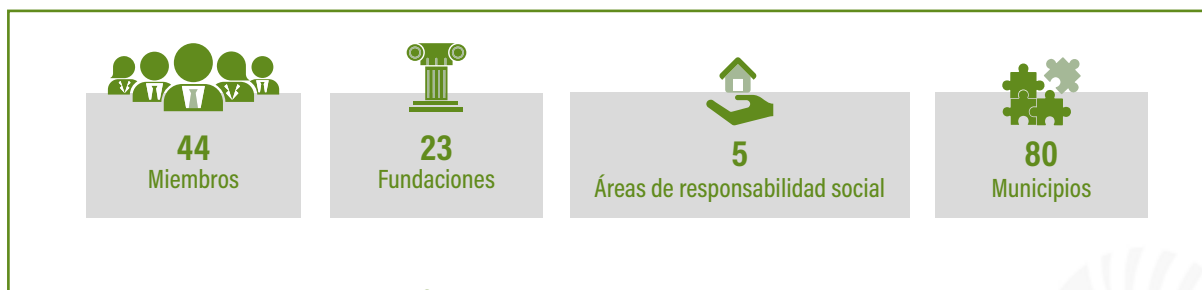 44
Miembros
23
Fundaciones
5
Áreas de responsabilidad social
80
Municipios